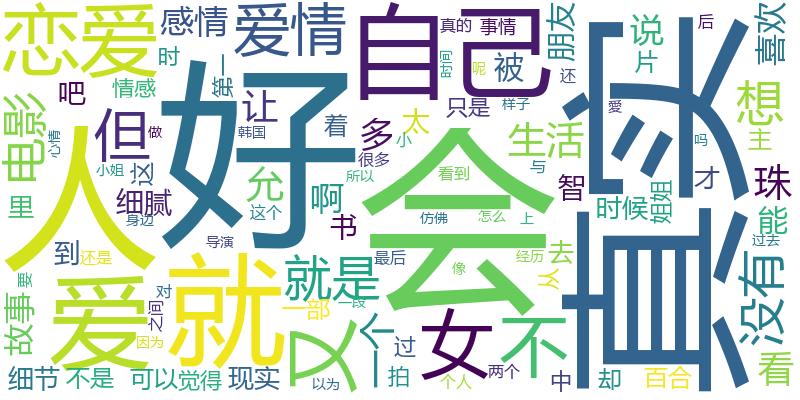 恋爱
感情
爱情
自己
真的
事情
朋友
说
片
后
喜欢
时
第一
情感
吧
让
着
时间
呢
被
还
真实
电影
但
人
好
心情
做
韩国
多
只是
样子
太
小
很多
愛
吗
想
主
生活
与
里
小姐
细腻
这
身边
允
这个
啊
书
所以
会
看到
仿佛
怎么
上
智
时候
姐姐
才
珠
能
到
还是
故事
要
爱
因为
之间
对
导演
就
就是
一部
一段
最后
又
一个
过
像
女
经历
从
去
不
没有
过去
看
细节
不是
可以
觉得
现实
以为
拍
个人
两个
中
却
百合